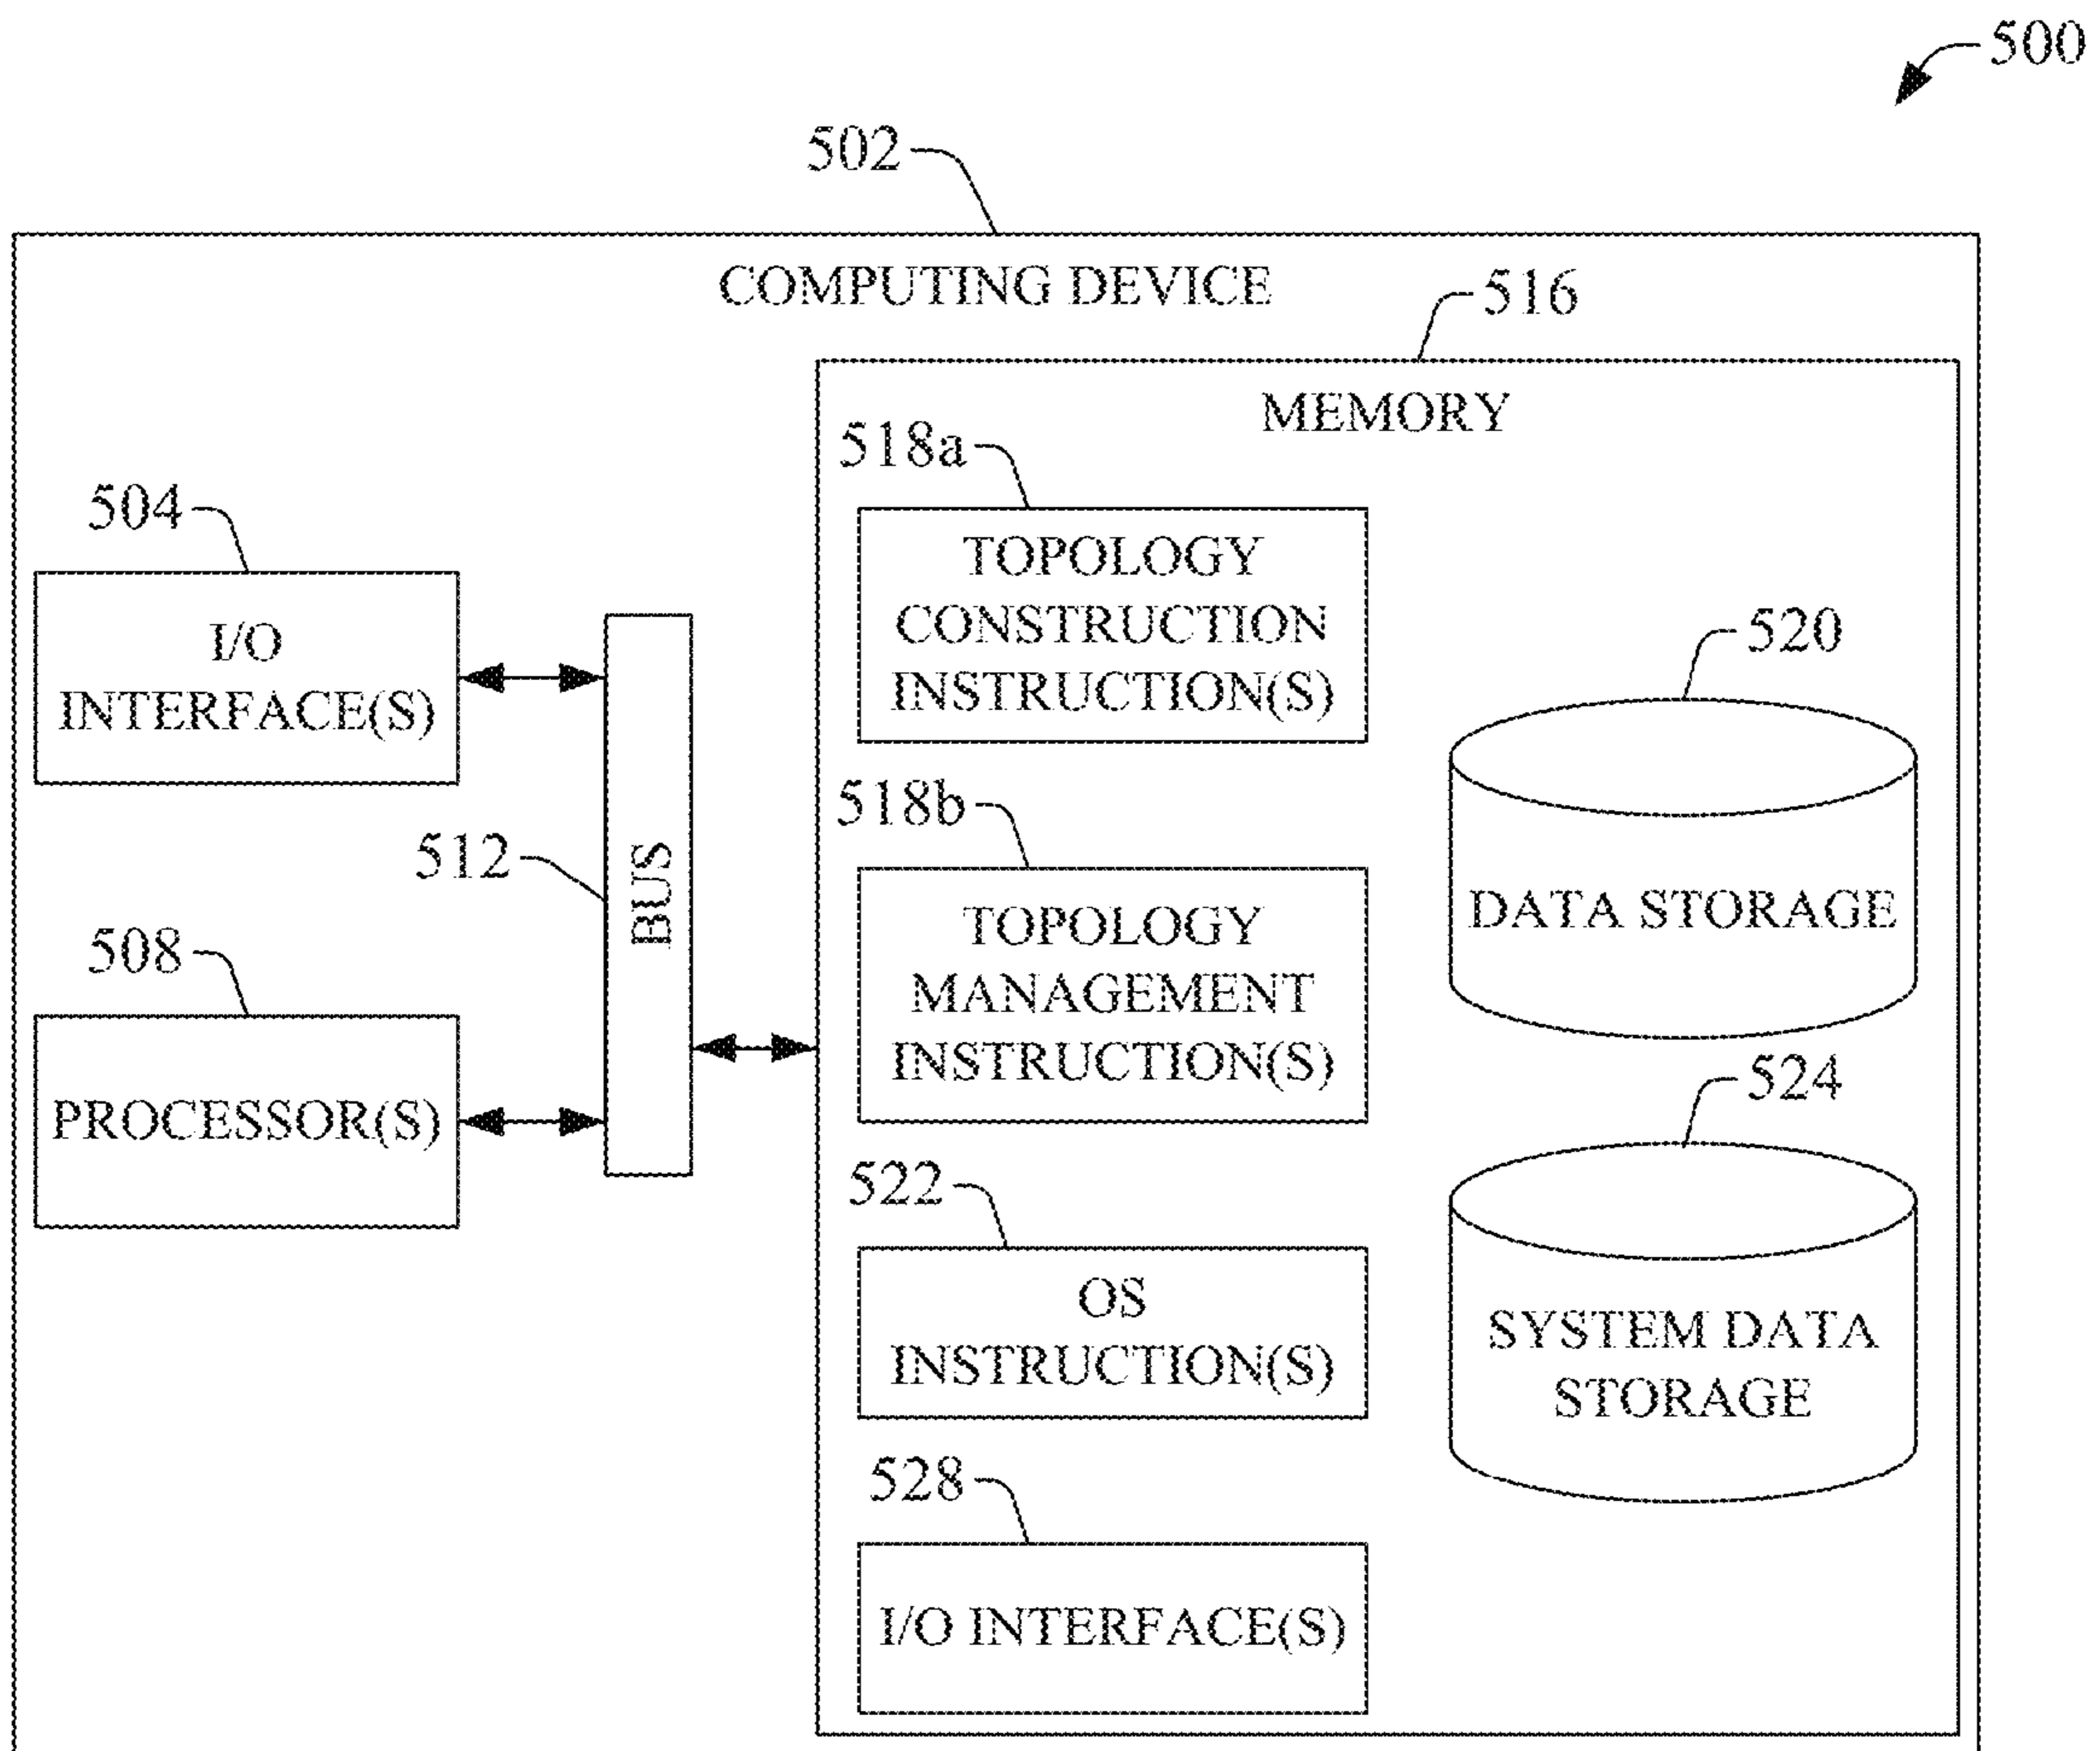 500
502
COMPUTING DEVICE
516
MEMORY
518a
504
TOPOLOGY
CONSTRUCTION
INSTRUCTION(S)
I/O
INTERFACE(S)
520
DATA STORAGE
518b
512
BUS
TOPOLOGY
MANAGEMENT
INSTRUCTION(S)
508
PROCESSOR(S)
524
SYSTEM DATA
STORAGE
522
OS
INSTRUCTION(S)
528
I/O INTERFACE(S)